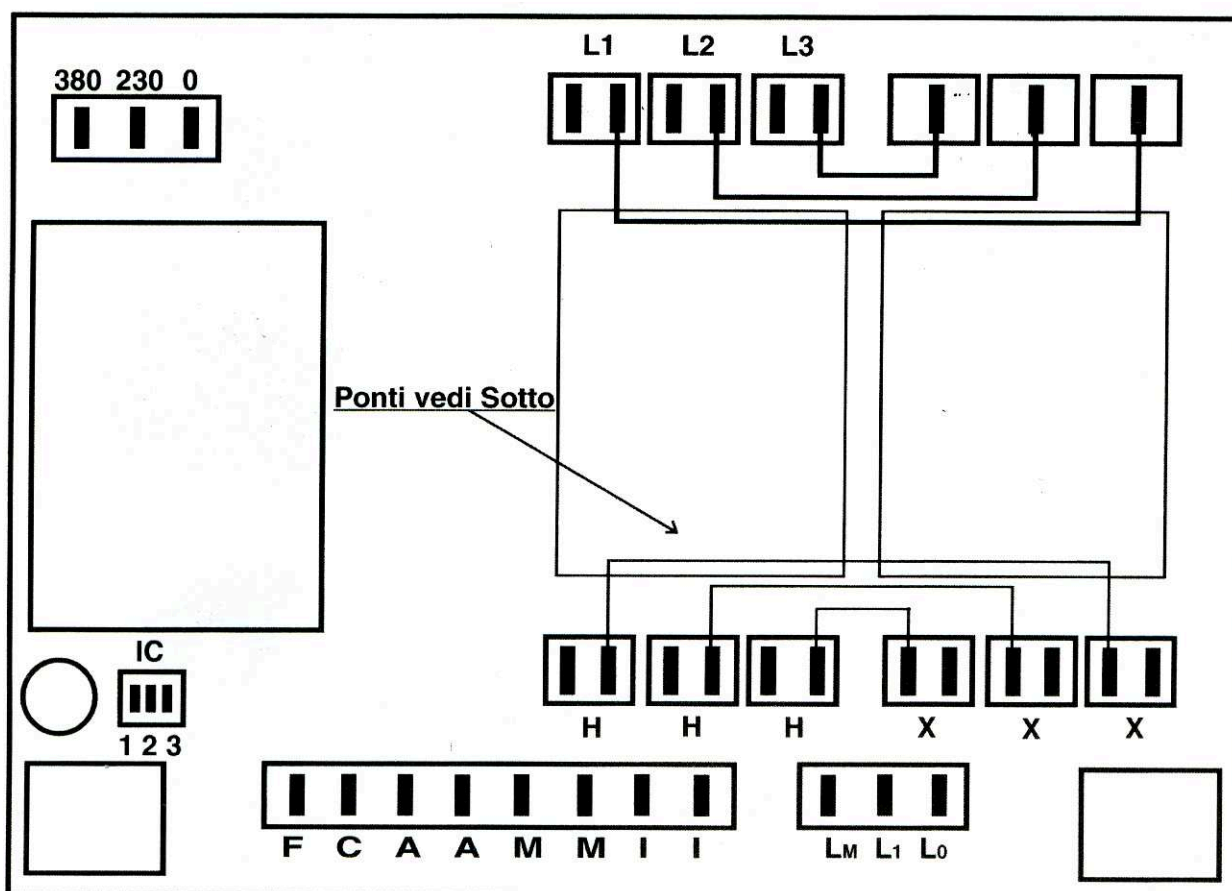 L1 L2 L3
380 230 0
Ponti vedi Sotto
IC
1 2 3
H H H X X X
F C A A M M I I
LM L1 L0